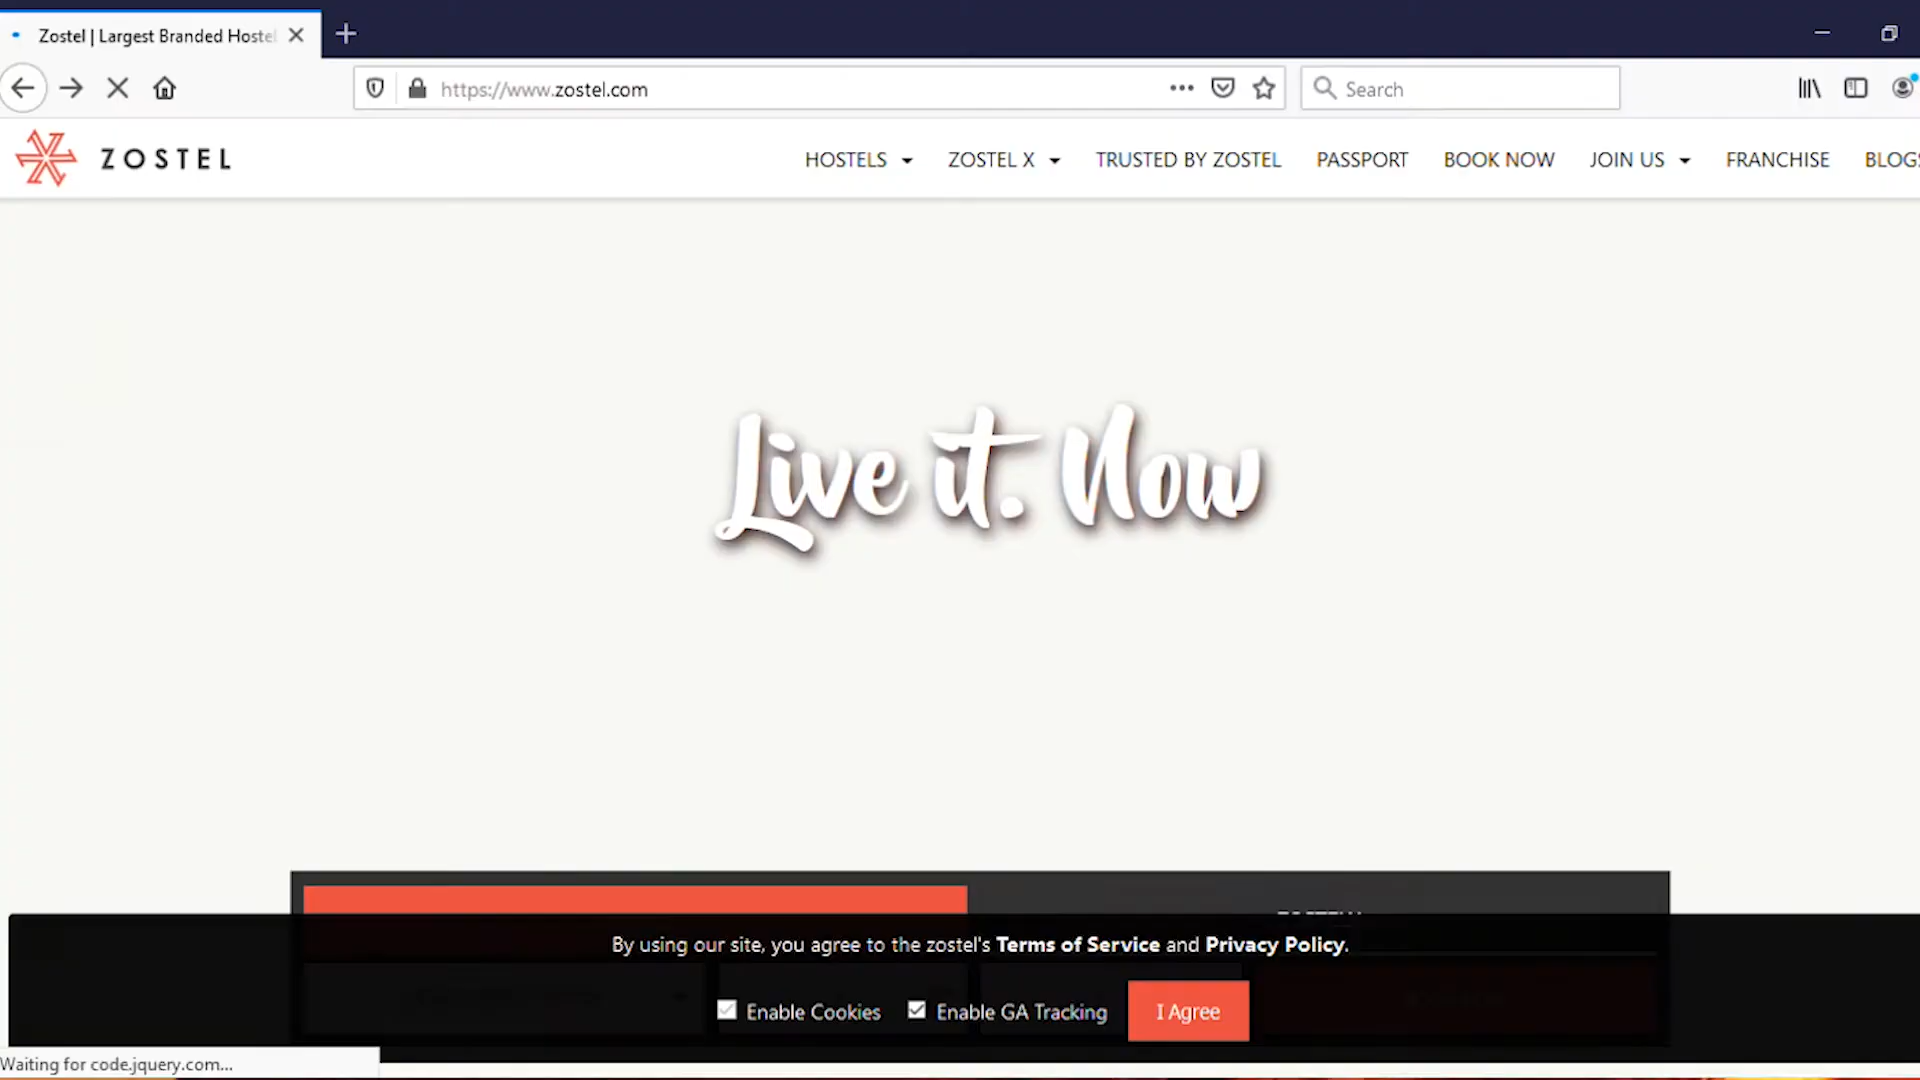 Zostel | Largest Branded Hostel
https://www.zostel.com
Search
ZOSTEL
HOSTELS
ZOSTEL X
TRUSTED BY ZOSTEL
PASSPORT
BOOK NOW
JOIN US
FRANCHISE
BLOGS
Live it. Now
By using our site, you agree to the zostel's Terms of Service and Privacy Policy.
Enable Cookies
Enable GA Tracking
I Agree
Waiting for code.jquery.com...